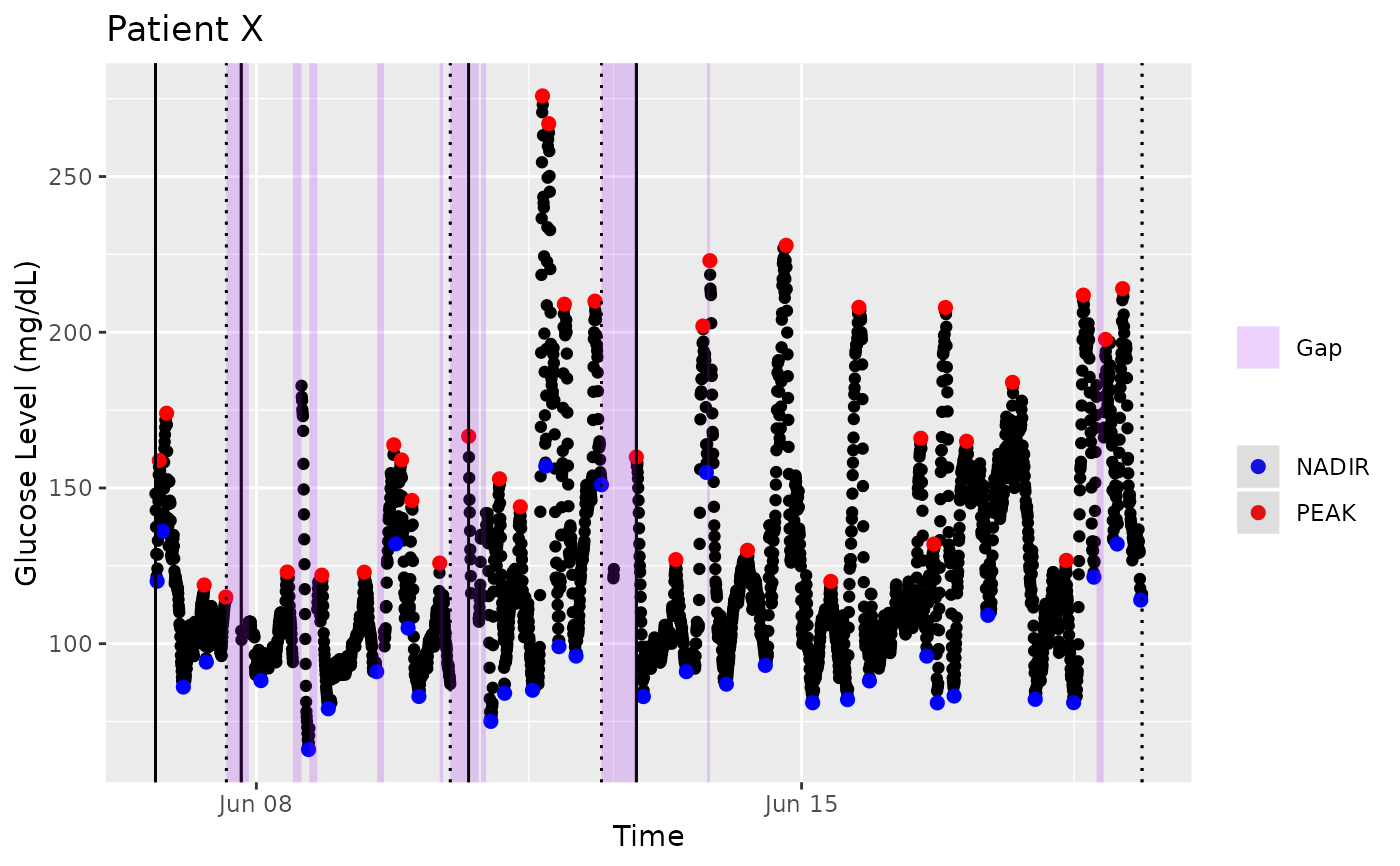 Patient X
Glucose Level (mg/dL)
250
200
150
100
Jun 08
Jun 15
Time
Gap
NADIR
PEAK